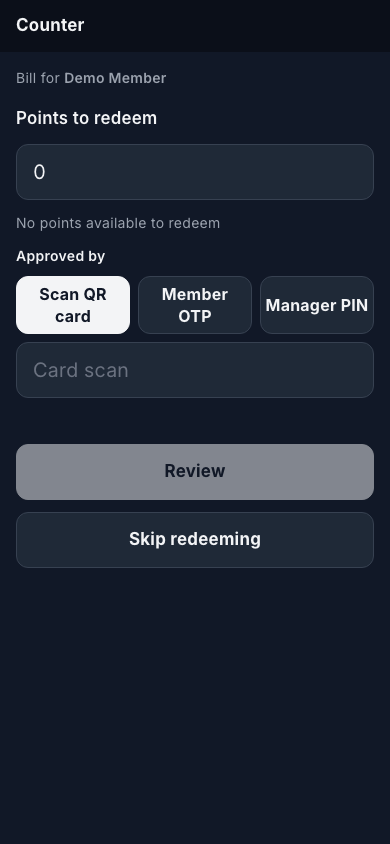 Counter
Bill for Demo Member
Points to redeem
0
No points available to redeem
Approved by
Scan QR
card
Member
OTP
Manager PIN
Card scan
Review
Skip redeeming